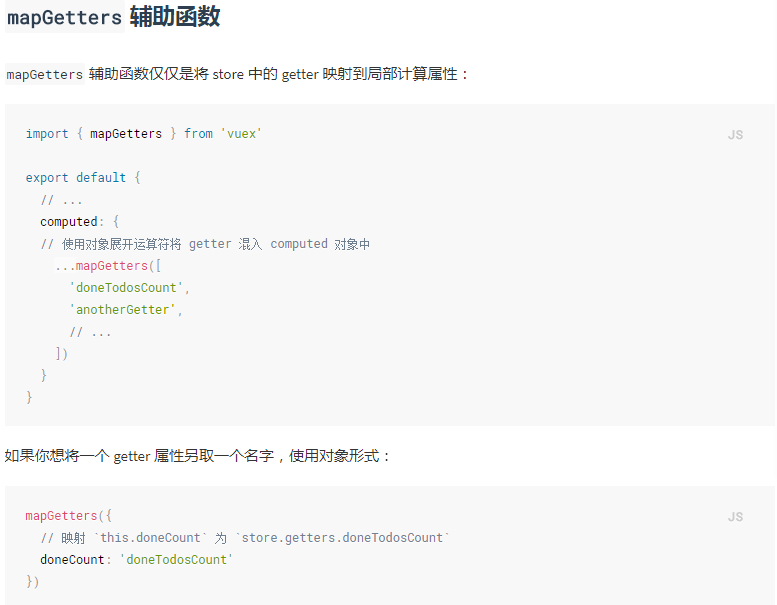 mapGetters 辅助函数
mapGetters 辅助函数仅仅是将 store 中的 getter 映射到局部计算属性：
import { mapGetters } from 'vuex'
JS
export default {
  // ...
  computed: {
  // 使用对象展开运算符将 getter 混入 computed 对象中
    ...mapGetters([
      'doneTodosCount',
      'anotherGetter',
      // ...
    ])
  }
}
如果你想将一个 getter 属性另取一个名字，使用对象形式：
mapGetters({
JS
  // 映射 `this.doneCount` 为 `store.getters.doneTodosCount`
  doneCount: 'doneTodosCount'
})